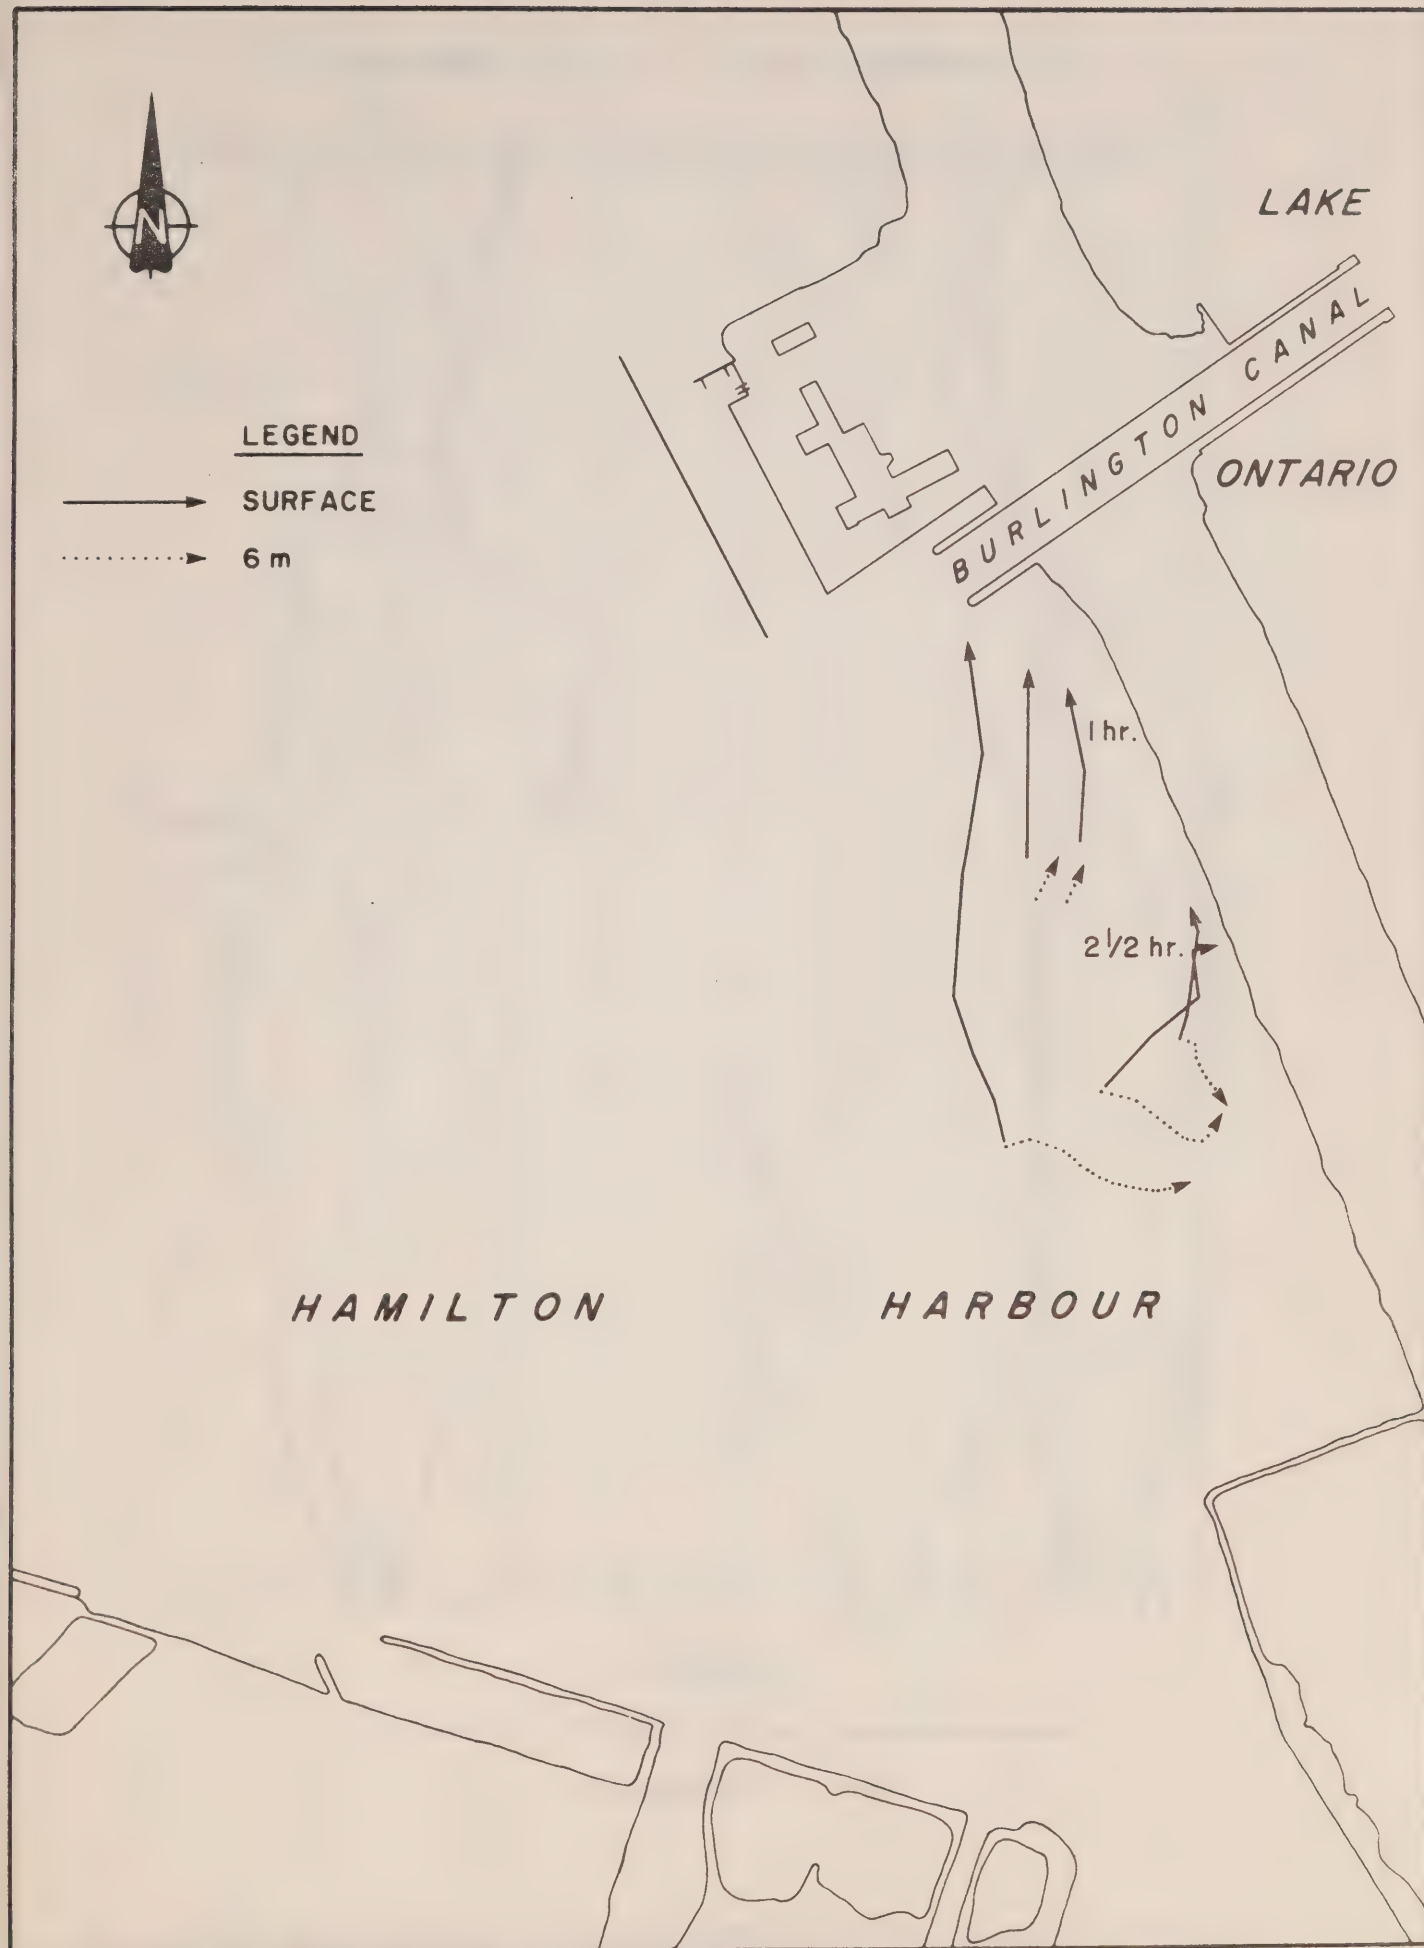 N
LAKE
BURLINGTON CANAL
ONTARIO
LEGEND
SURFACE
6 m
1 hr.
2 1/2 hr.
HAMILTON HARBOUR